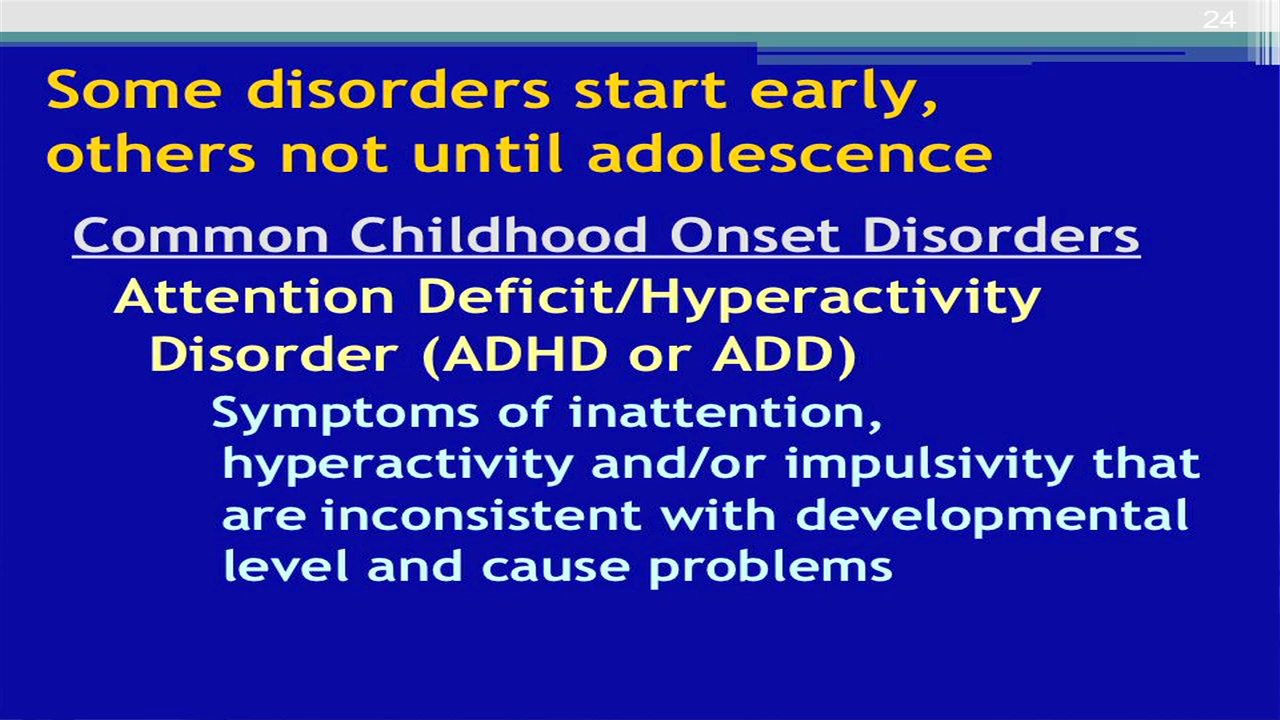 24
Some disorders start early,
others not until adolescence
Common Childhood Onset Disorders
Attention Deficit/Hyperactivity
Disorder (ADHD or ADD)
Symptoms of inattention,
hyperactivity and/or impulsivity that
are inconsistent with developmental
level and cause problems